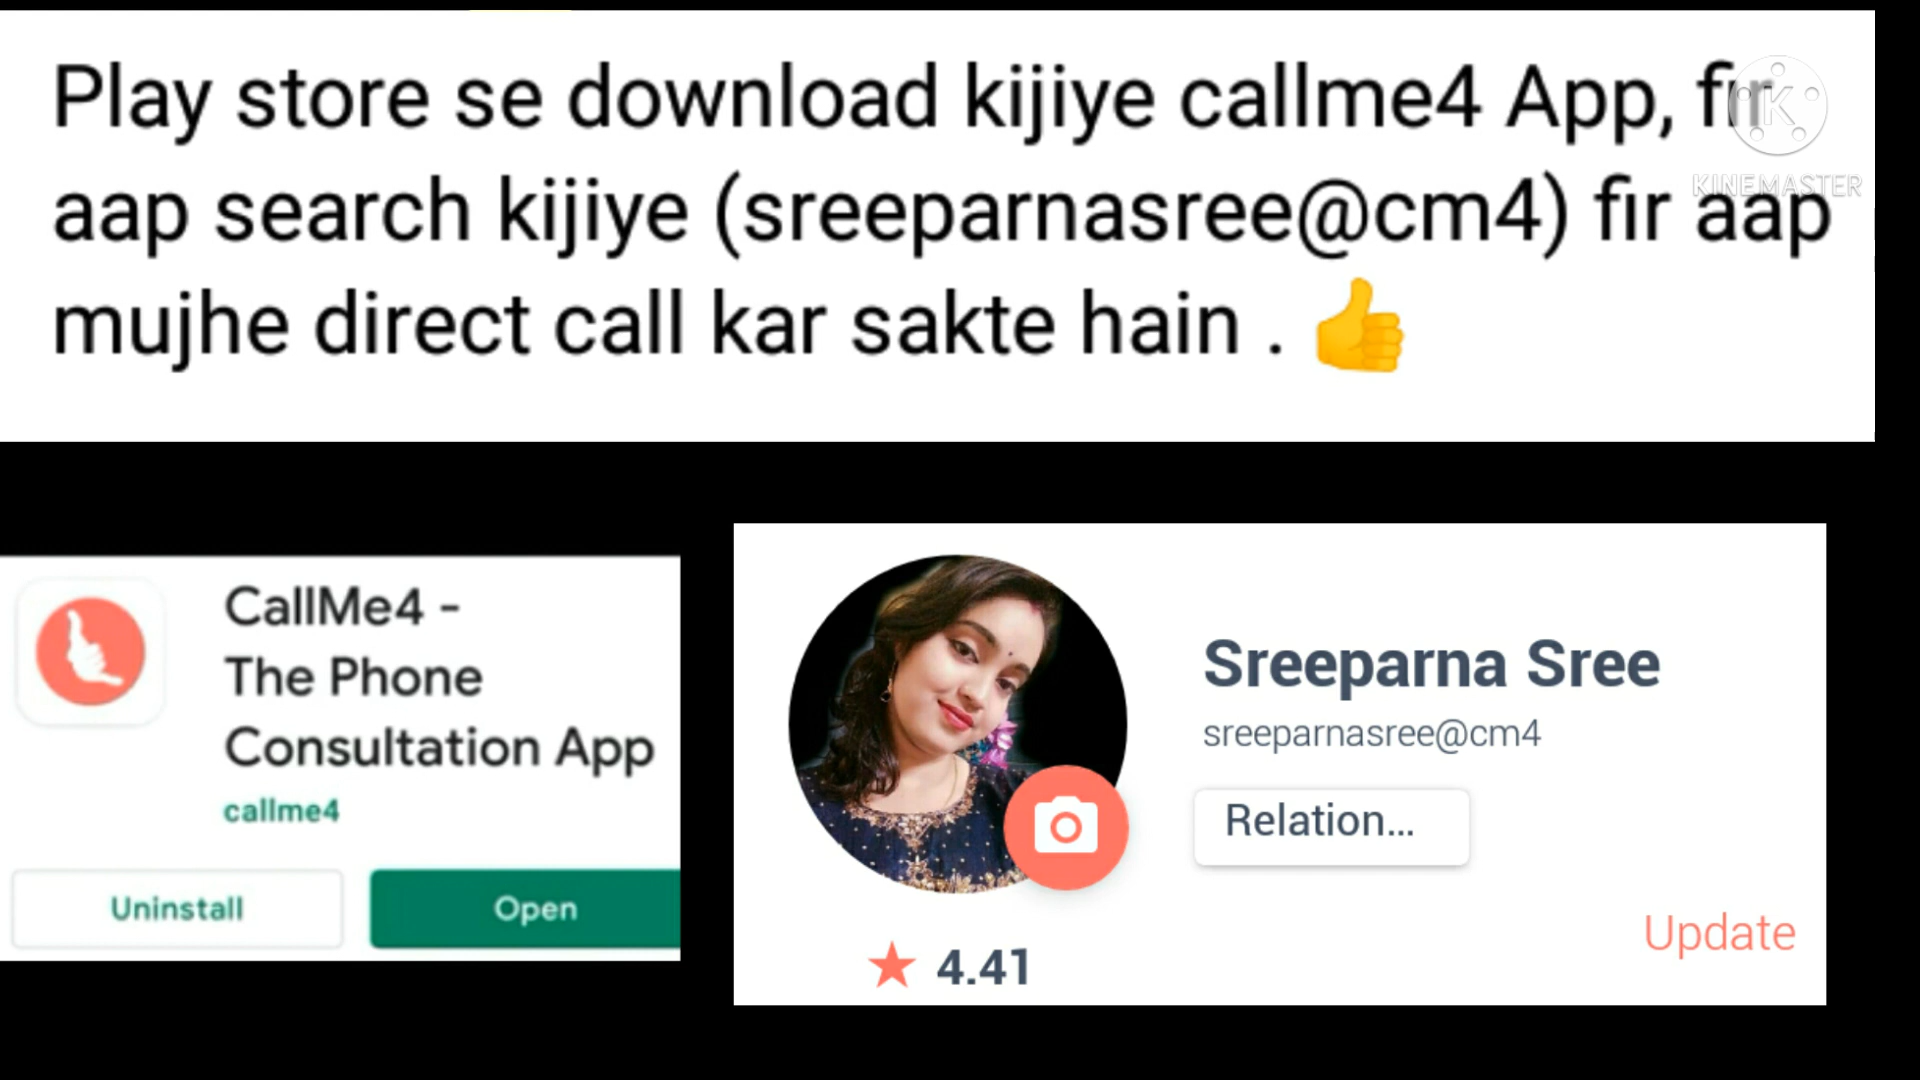 Play store se download kijiye callme4 App, fir
aap search kijiye (sreeparnasree@cm4) fir aap
mujhe direct call kar sakte hain . 👍
K
KINEMASTER
CallMe4 -
The Phone
Consultation App
callme4
Uninstall
Open
Sreeparna Sree
sreeparnasree@cm4
Relation...
Update
4.41